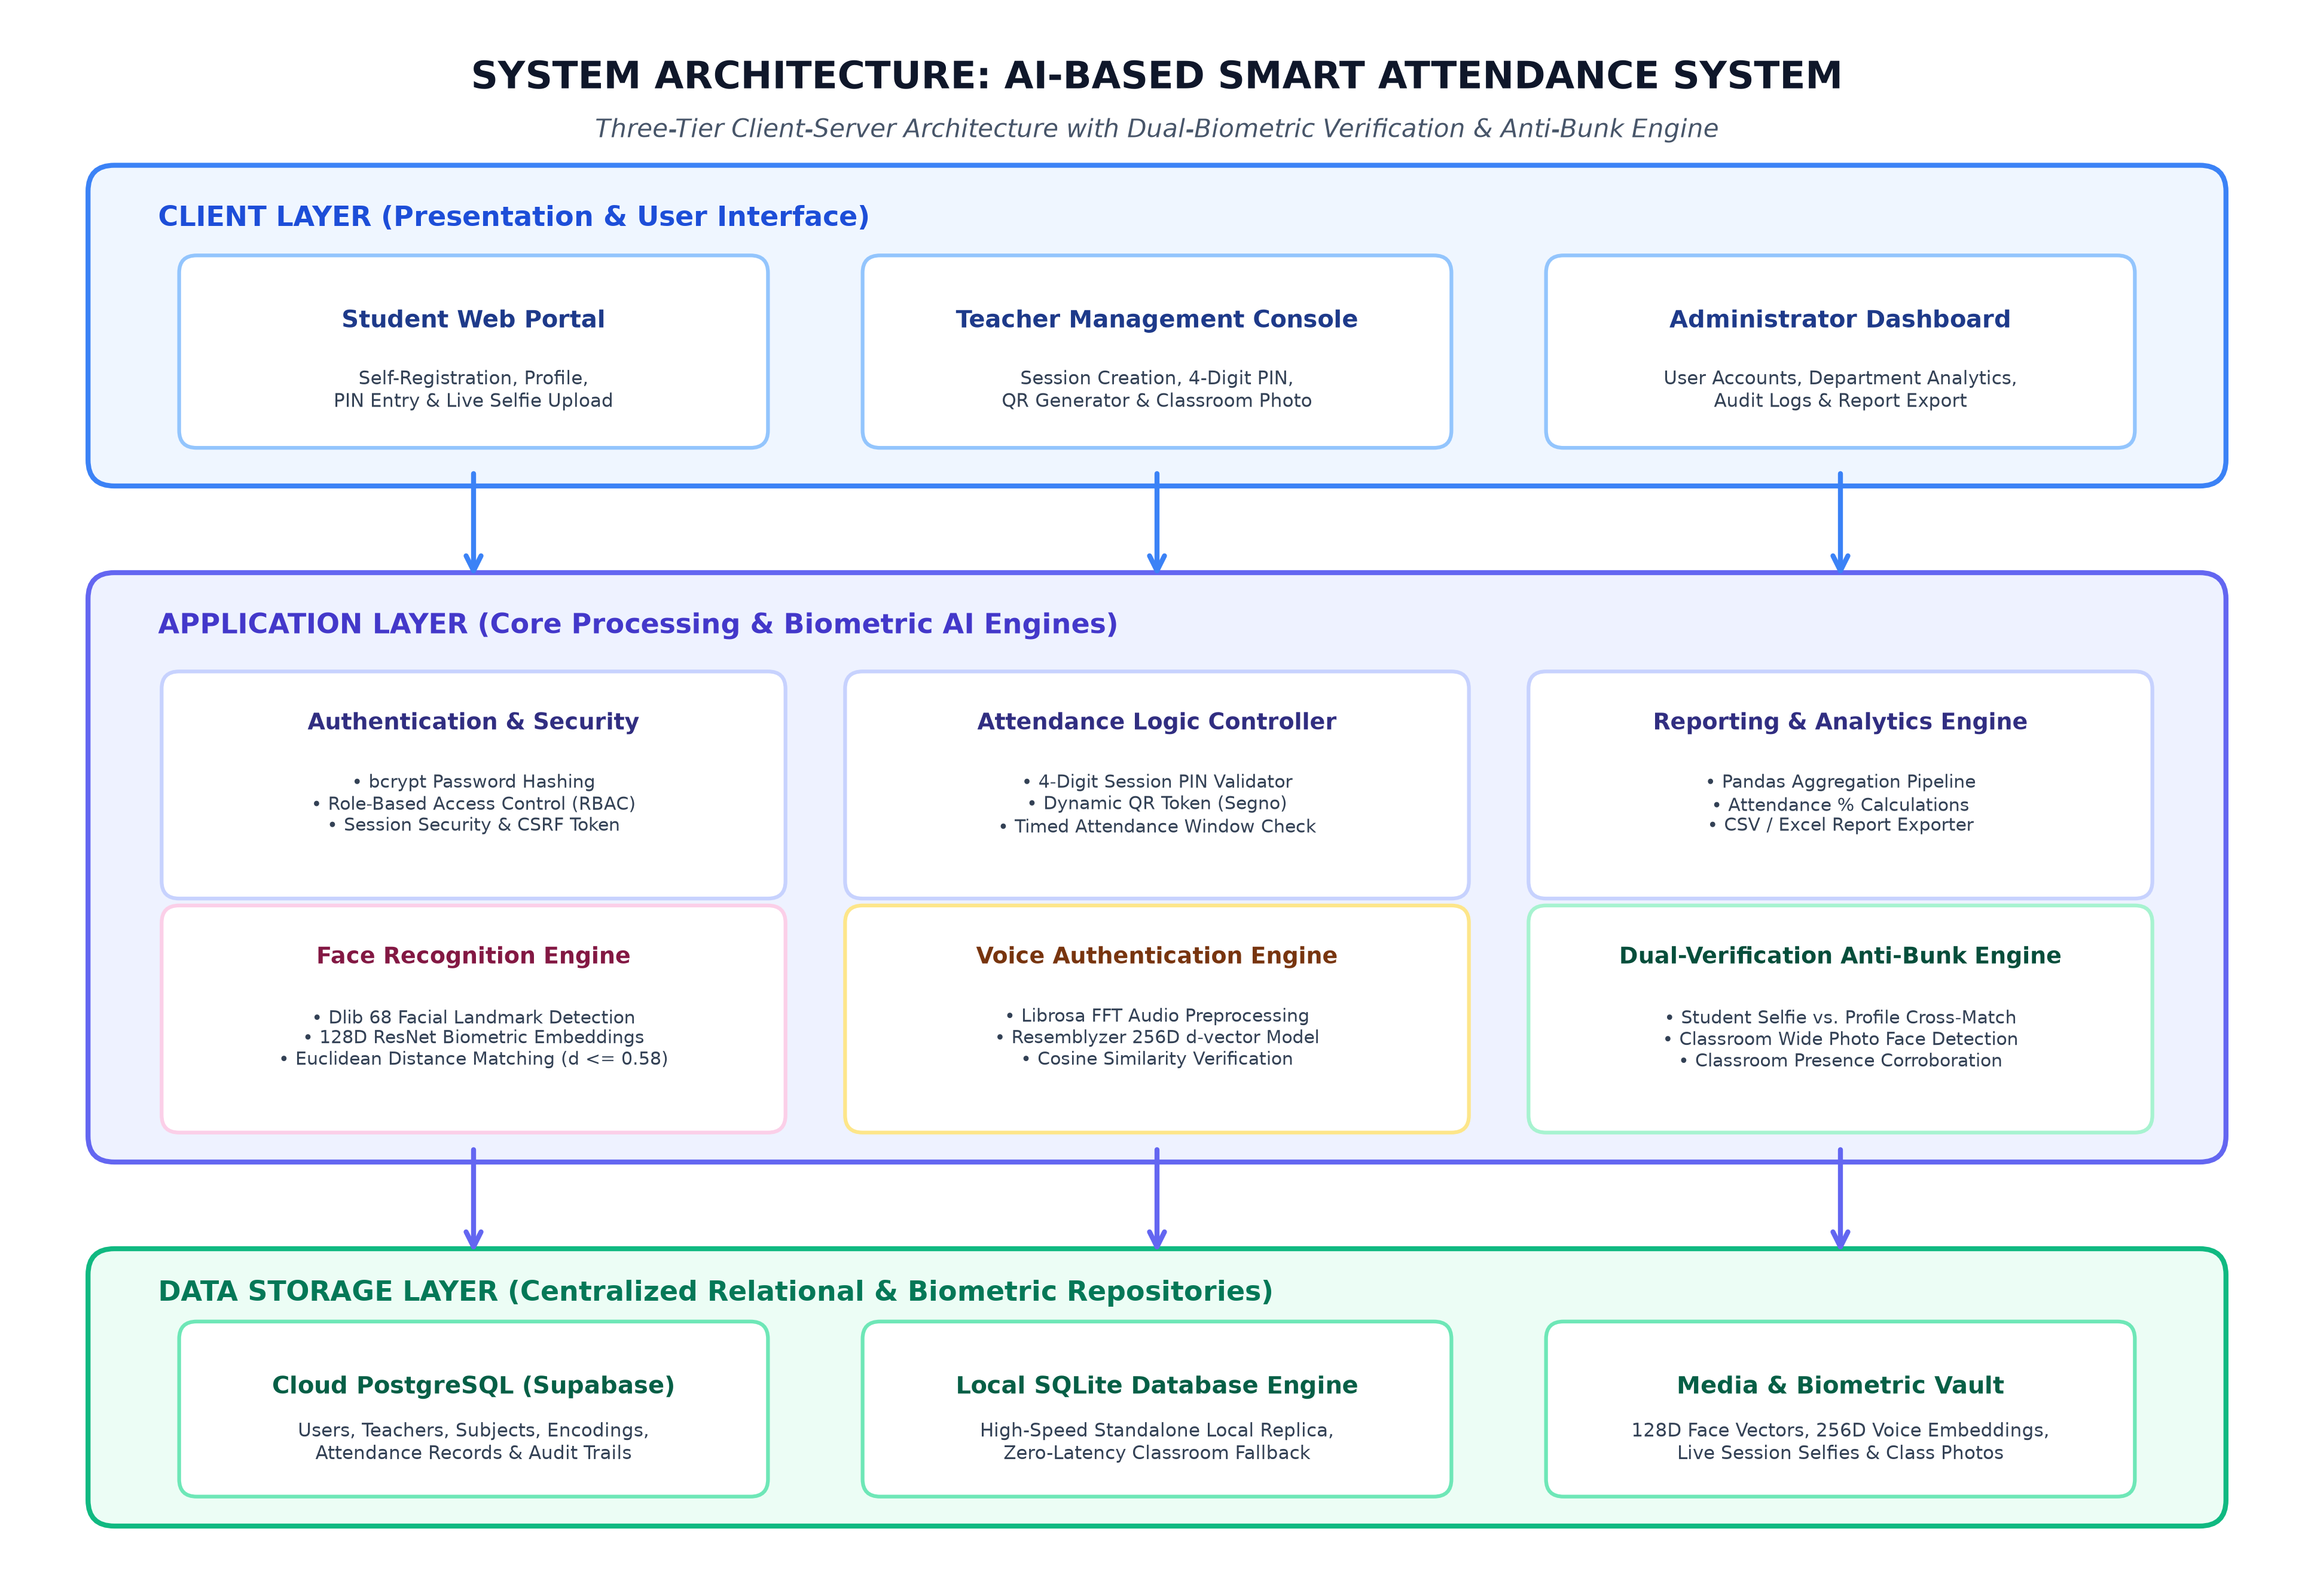 SYSTEM ARCHITECTURE: AI-BASED SMART ATTENDANCE SYSTEM
Three-Tier Client-Server Architecture with Dual-Biometric Verification & Anti-Bunk Engine
CLIENT LAYER (Presentation & User Interface)
Student Web Portal
Self-Registration, Profile,
PIN Entry & Live Selfie Upload
Teacher Management Console
Session Creation, 4-Digit PIN,
QR Generator & Classroom Photo
Administrator Dashboard
User Accounts, Department Analytics,
Audit Logs & Report Export
APPLICATION LAYER (Core Processing & Biometric AI Engines)
Authentication & Security
• bcrypt Password Hashing
• Role-Based Access Control (RBAC)
• Session Security & CSRF Token
Attendance Logic Controller
• 4-Digit Session PIN Validator
• Dynamic QR Token (Segno)
• Timed Attendance Window Check
Reporting & Analytics Engine
• Pandas Aggregation Pipeline
• Attendance % Calculations
• CSV / Excel Report Exporter
Face Recognition Engine
• Dlib 68 Facial Landmark Detection
• 128D ResNet Biometric Embeddings
• Euclidean Distance Matching (d <= 0.58)
Voice Authentication Engine
• Librosa FFT Audio Preprocessing
• Resemblyzer 256D d-vector Model
• Cosine Similarity Verification
Dual-Verification Anti-Bunk Engine
• Student Selfie vs. Profile Cross-Match
• Classroom Wide Photo Face Detection
• Classroom Presence Corroboration
DATA STORAGE LAYER (Centralized Relational & Biometric Repositories)
Cloud PostgreSQL (Supabase)
Users, Teachers, Subjects, Encodings,
Attendance Records & Audit Trails
Local SQLite Database Engine
High-Speed Standalone Local Replica,
Zero-Latency Classroom Fallback
Media & Biometric Vault
128D Face Vectors, 256D Voice Embeddings,
Live Session Selfies & Class Photos